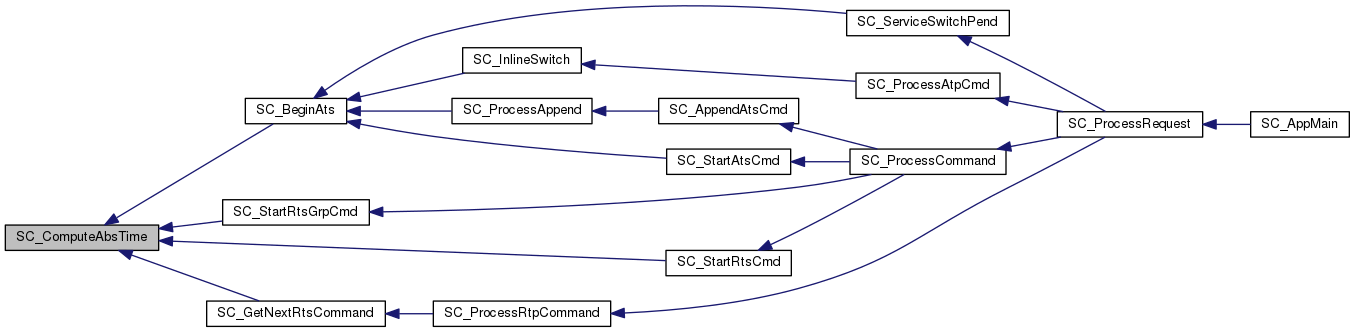 SC_ServiceSwitchPend
SC_InlineSwitch
SC_ProcessAtpCmd
SC_BeginAts
SC_ProcessAppend
SC_AppendAtsCmd
SC_ProcessRequest
SC_AppMain
SC_StartAtsCmd
SC_ProcessCommand
SC_StartRtsGrpCmd
SC_ComputeAbsTime
SC_StartRtsCmd
SC_GetNextRtsCommand
SC_ProcessRtpCommand